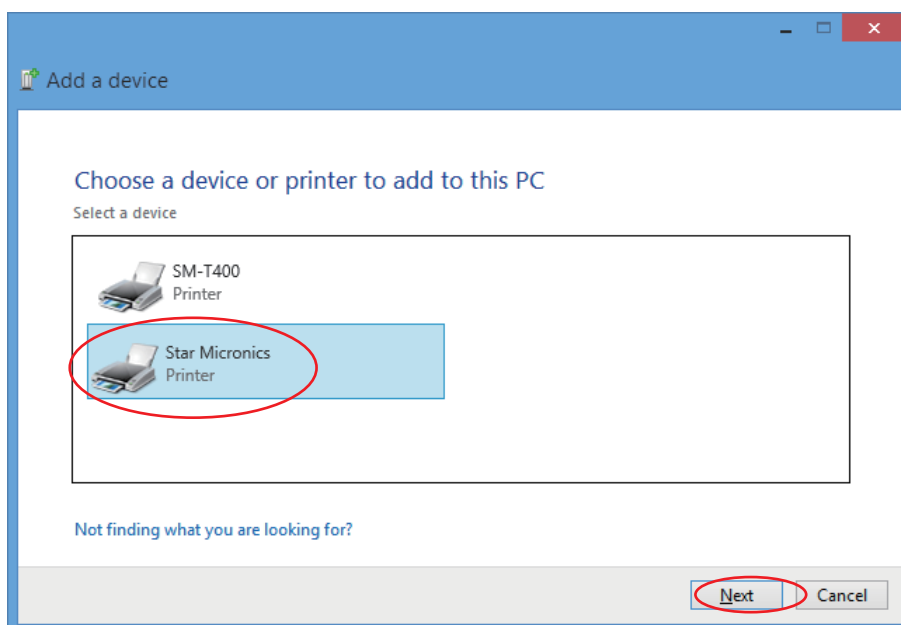 Add a device
Choose a device or printer to add to this PC
Select a device
SM-T400
Printer
Star Micronics
Printer
Not finding what you are looking for?
Next
Cancel